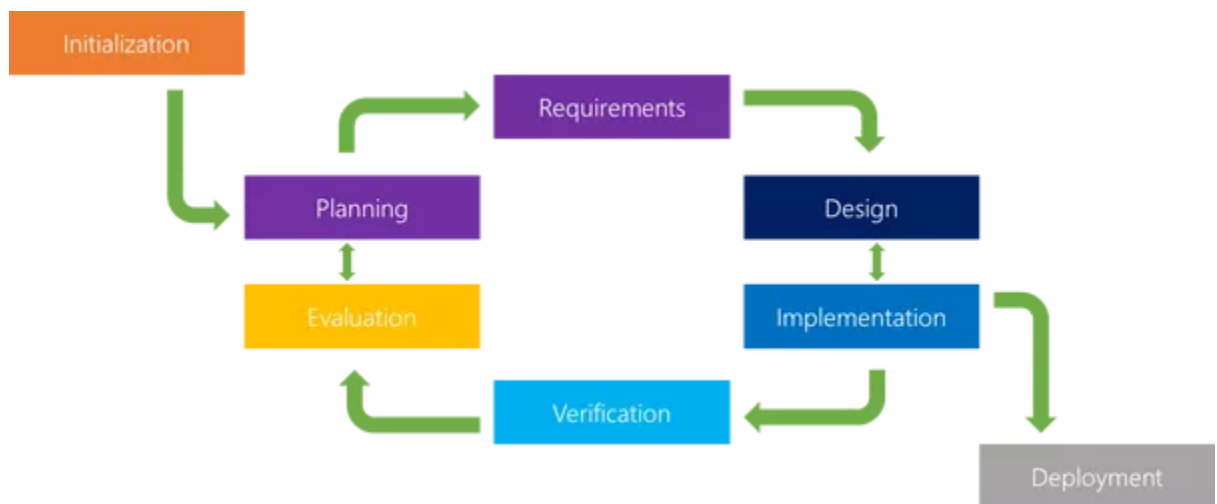 Initialization
Requirements
Planning
Design
Evaluation
Implementation
Verification
Deployment